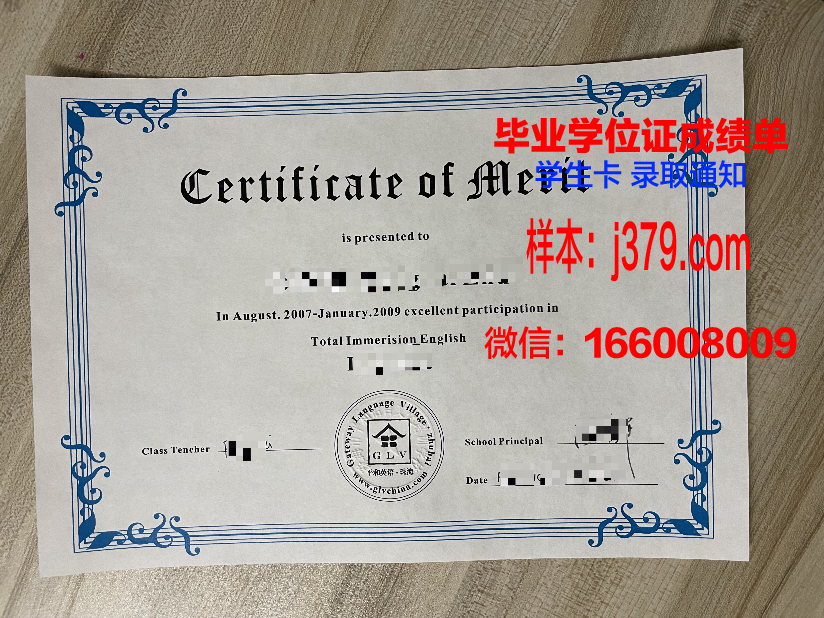 毕业学位证成绩单
学生卡 录取通知
Certificate of Merit
样本：j379.com
is presented to
In August. 2007-January.2009 excellent participation in
Total Immerision English
微信：166008009
Gateway Language Village·zhuhai
GLV
www.glvchina.com
Class Tencher
School Principal
Date